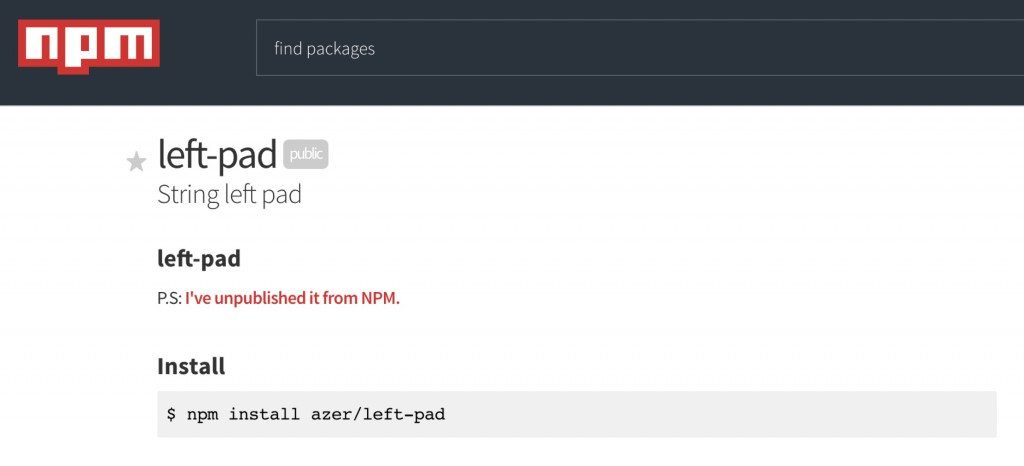 npm
find packages
left-pad public
String left pad
left-pad
P.S: I've unpublished it from NPM.
Install
$ npm install azer/left-pad